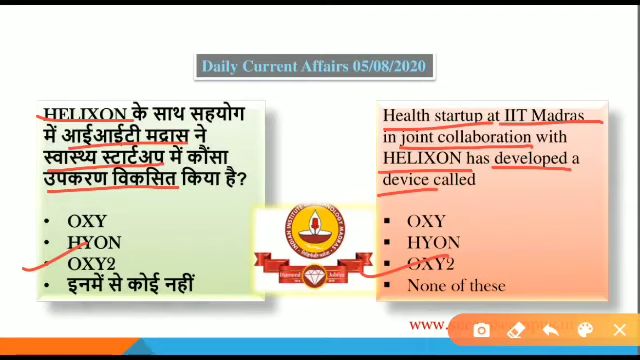 Daily Current Affairs 05/08/2020
HELIXON के साथ सहयोग
में आईआईटी मद्रास ने
स्वास्थ्य स्टार्टअप में कौंसा
उपकरण विकसित किया है?
• OXY
• HYON
• OXY2
• इनमें से कोई नहीं
Health startup at IIT Madras
in joint collaboration with
HELIXON has developed a
device called
▪ OXY
▪ HYON
▪ OXY2
▪ None of these